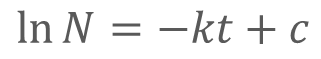 ln N = −kt + c